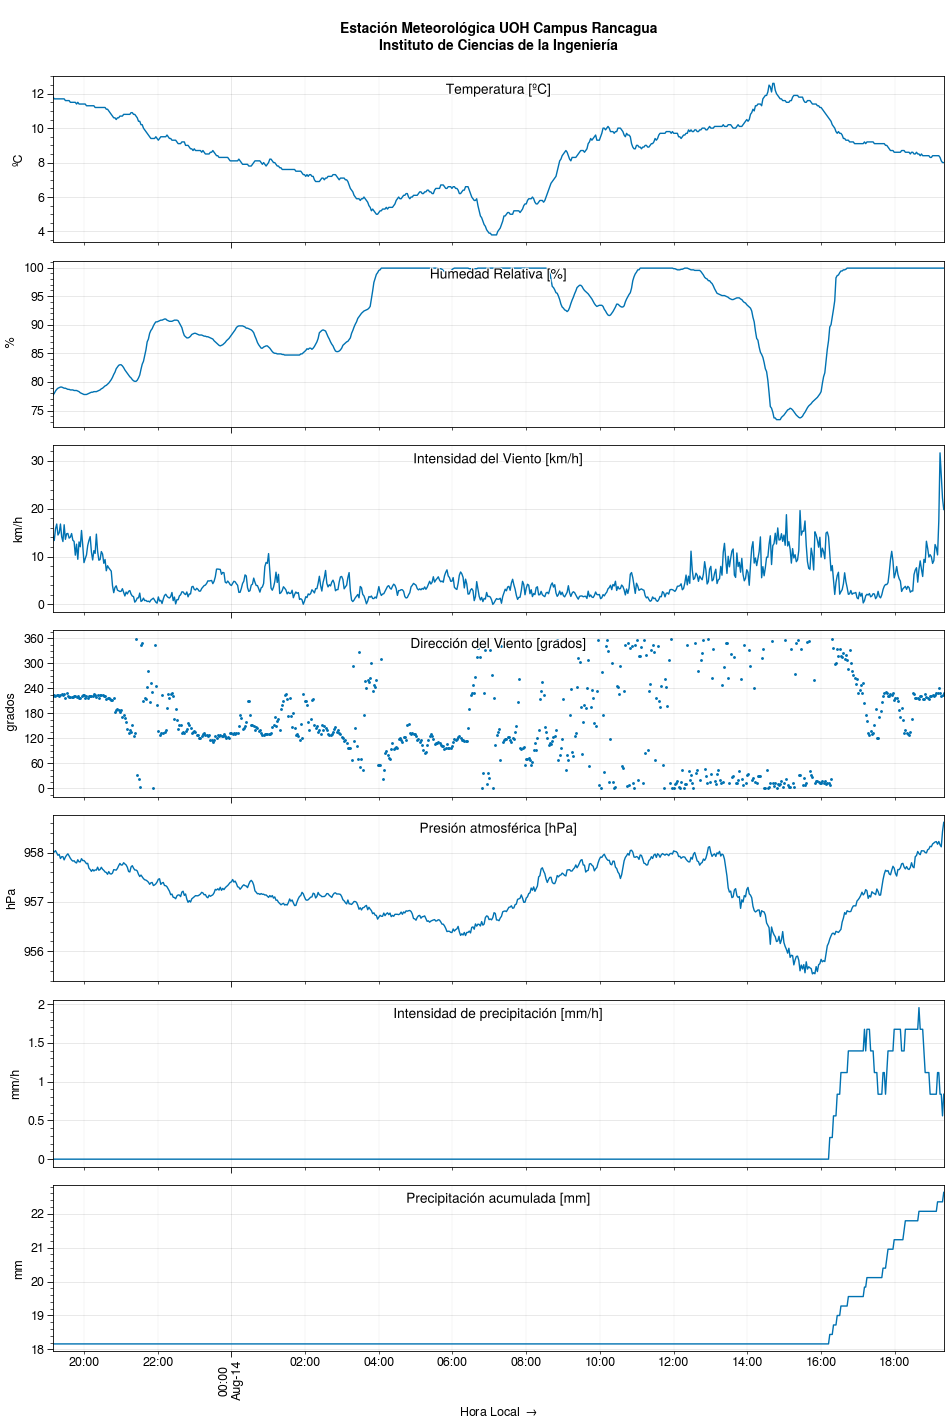 Estación Meteorológica UOH Campus Rancagua
Instituto de Ciencias de la Ingeniería
Temperatura [ºC]
ºC
12
10
8
6
4
Humedad Relativa [%]
%
100
95
90
85
80
75
Intensidad del Viento [km/h]
km/h
30
20
10
0
Dirección del Viento [grados]
grados
360
300
240
180
120
60
0
Presión atmosférica [hPa]
hPa
958
957
956
Intensidad de precipitación [mm/h]
mm/h
2
1.5
1
0.5
0
Precipitación acumulada [mm]
mm
22
21
20
19
18
20:00 22:00 00:00 02:00 04:00 06:00 08:00 10:00 12:00 14:00 16:00 18:00
Aug-14
Hora Local →